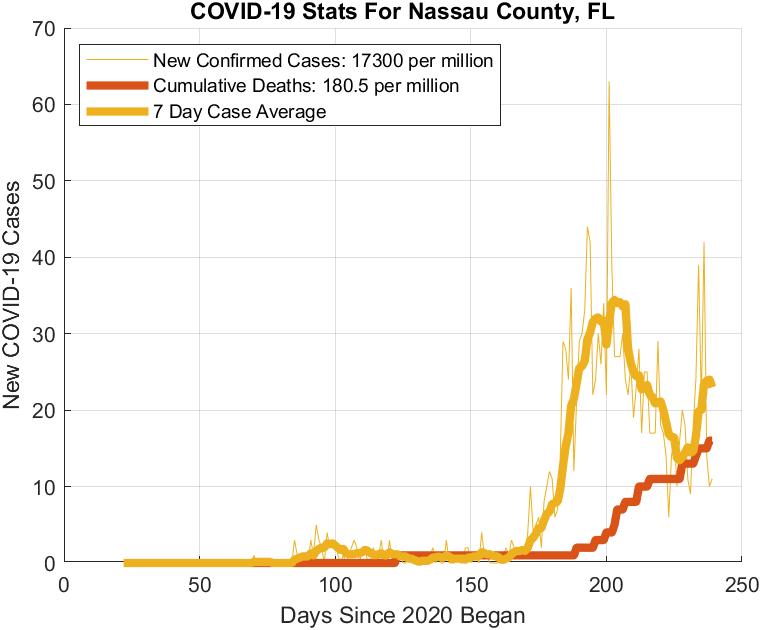 COVID-19 Stats For Nassau County, FL
New Confirmed Cases: 17300 per million
Cumulative Deaths: 180.5 per million
7 Day Case Average
70
60
50
40
30
20
10
0
New COVID-19 Cases
0 50 100 150 200 250
Days Since 2020 Began